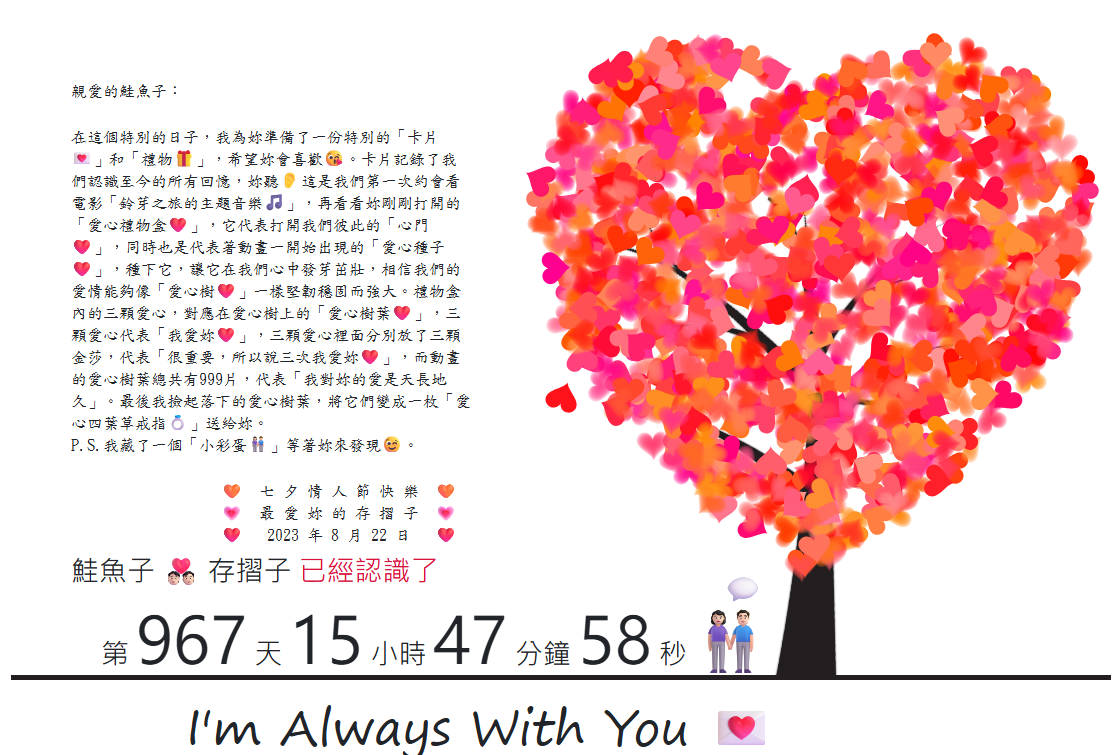 親愛的鮭魚子：
在這個特別的日子，我為妳準備了一份特別的「卡片
💌」和「禮物🎁」，希望妳會喜歡😘。卡片記錄了我
們認識至今的所有回憶，妳聽👂這是我們第一次約會看
電影「鈴芽之旅的主題音樂🎵」，再看看妳剛剛打開的
「愛心禮物盒❤️」，它代表打開我們彼此的「心門
❤️」，同時也是代表著動畫一開始出現的「愛心種子
❤️」，種下它，讓它在我們心中發芽茁壯，相信我們的
愛情能夠像「愛心樹❤️」一樣堅韌穩固而強大。禮物盒
內的三顆愛心，對應在愛心樹上的「愛心樹葉❤️」，三
顆愛心代表「我愛妳❤️」，三顆愛心裡面分別放了三顆
金莎，代表「很重要，所以說三次我愛妳❤️」，而動畫
的愛心樹葉總共有999片，代表「我對妳的愛是天長地
久」。最後我撿起落下的愛心樹葉，將它們變成一枚「愛
心四葉草戒指💍」送給妳。
P.S.我藏了一個「小彩蛋👫」等著妳來發現😄。
🧡 七夕情人節快樂 🧡
💗 最愛妳的存摺子 💗
❤️ 2023 年 8 月 22 日 ❤️
鮭魚子 💑 存摺子 已經認識了
第 967 天 15 小時 47 分鐘 58 秒
I'm Always With You 💌